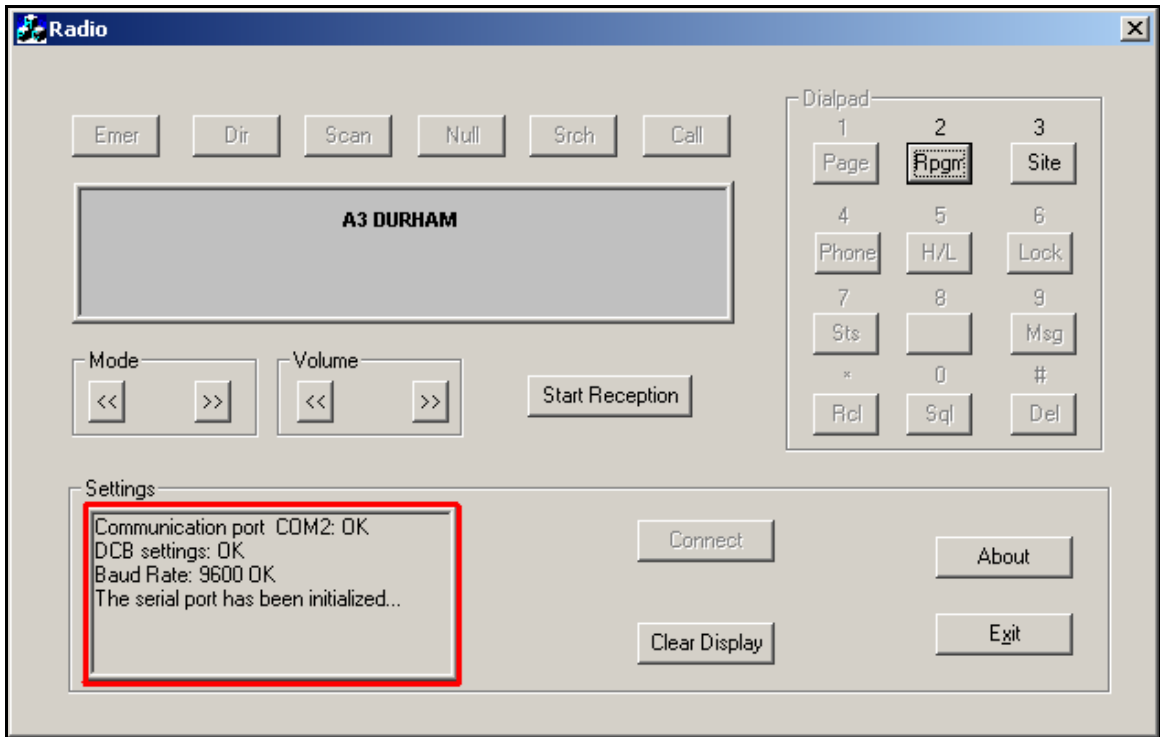 Radio
Emer Dir Scan Null Srch Call
A3 DURHAM
Dialpad
1 2 3
Page Rpgm Site
4 5 6
Phone H/L Lock
7 8 9
Sts Msg
* 0 #
Rcl Sql Del
Mode
<< >>
Volume
<< >>
Start Reception
Settings
Communication port  COM2: OK
DCB settings: OK
Baud Rate: 9600 OK
The serial port has been initialized...
Connect
Clear Display
About
Exit